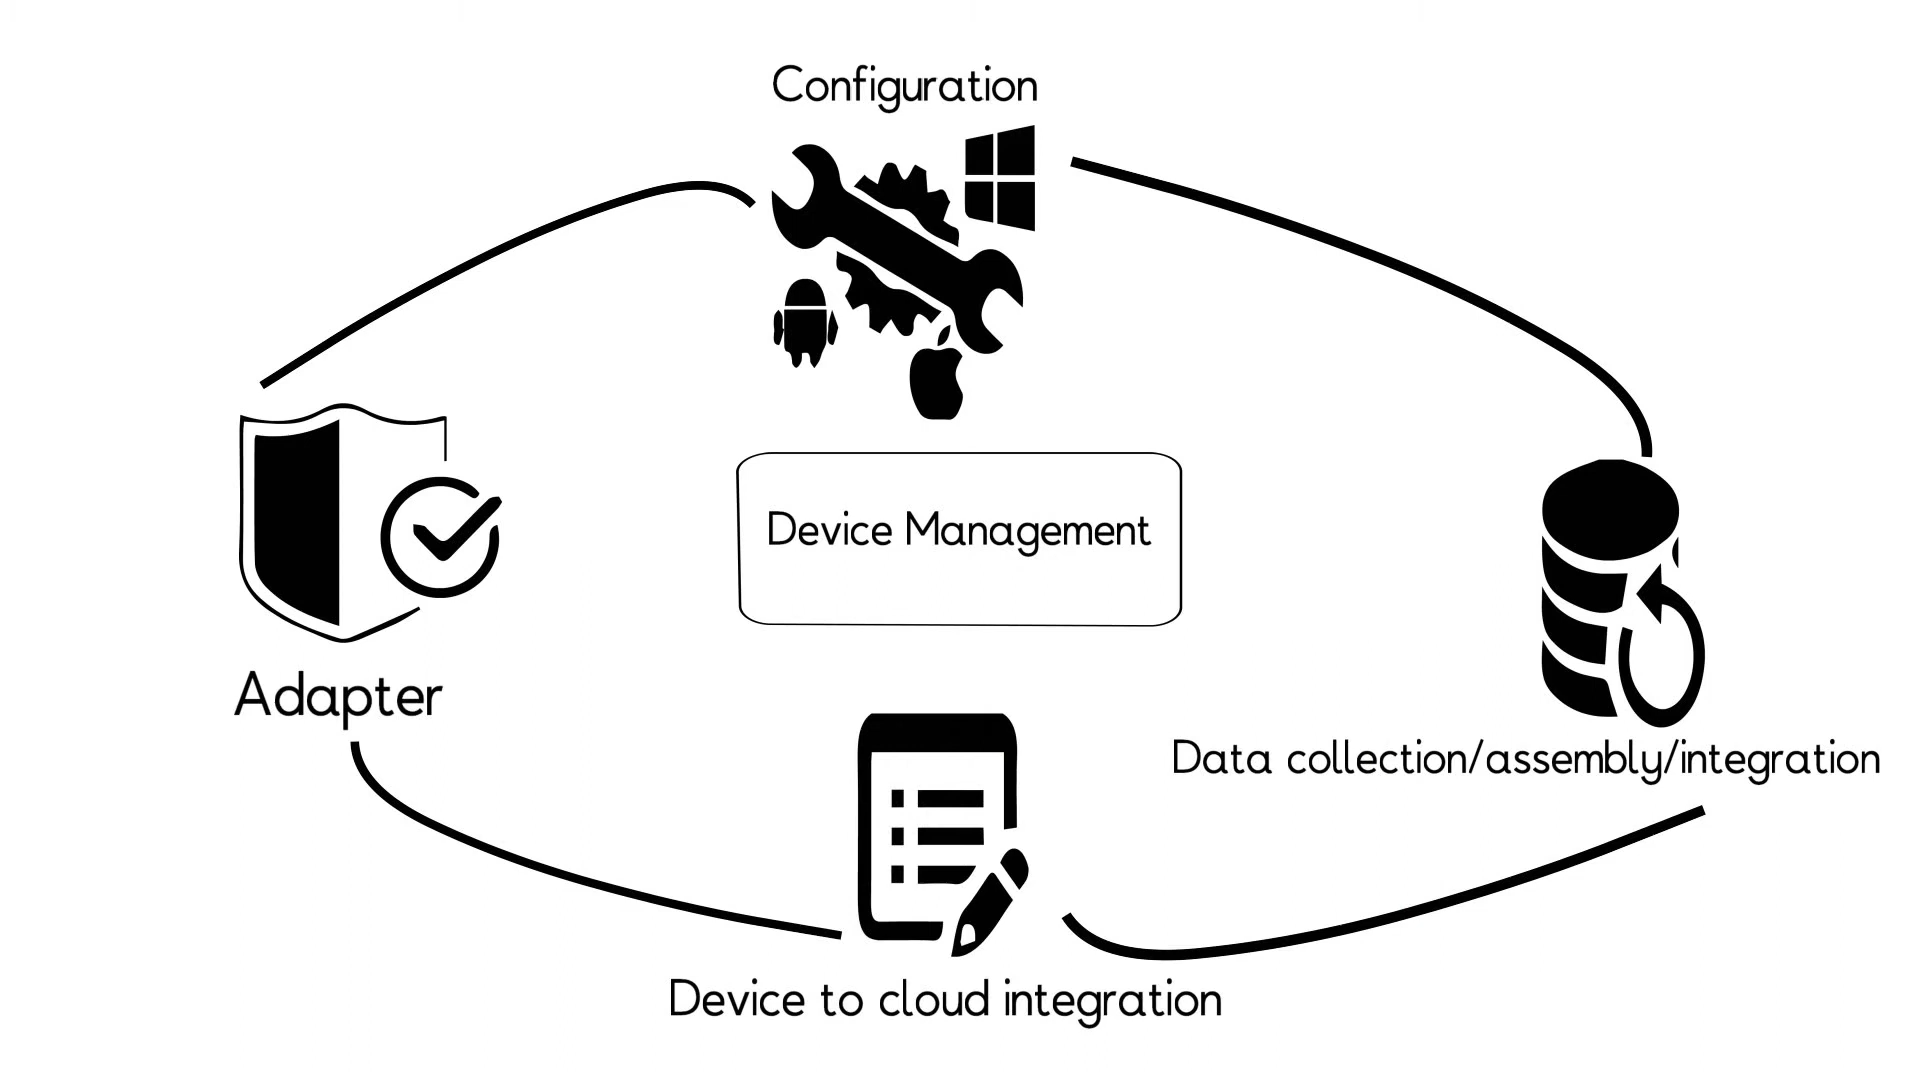 Configuration
Device Management
Adapter
Data collection/assembly/integration
Device to cloud integration